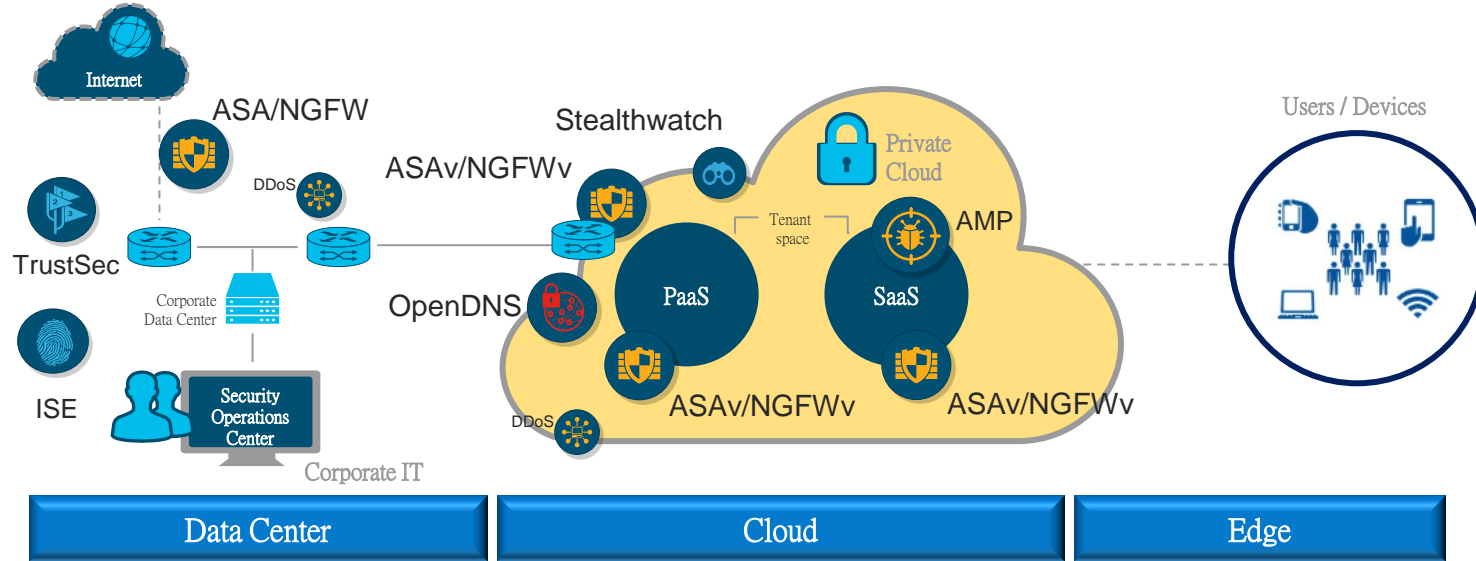 Internet
ASA/NGFW
DDoS
TrustSec
Corporate
Data Center
ISE
Security
Operations
Center
Corporate IT
Stealthwatch
ASAv/NGFWv
Private
Cloud
Tenant
space
AMP
OpenDNS
PaaS
SaaS
ASAv/NGFWv
ASAv/NGFWv
DDoS
Users / Devices
Data Center
Cloud
Edge